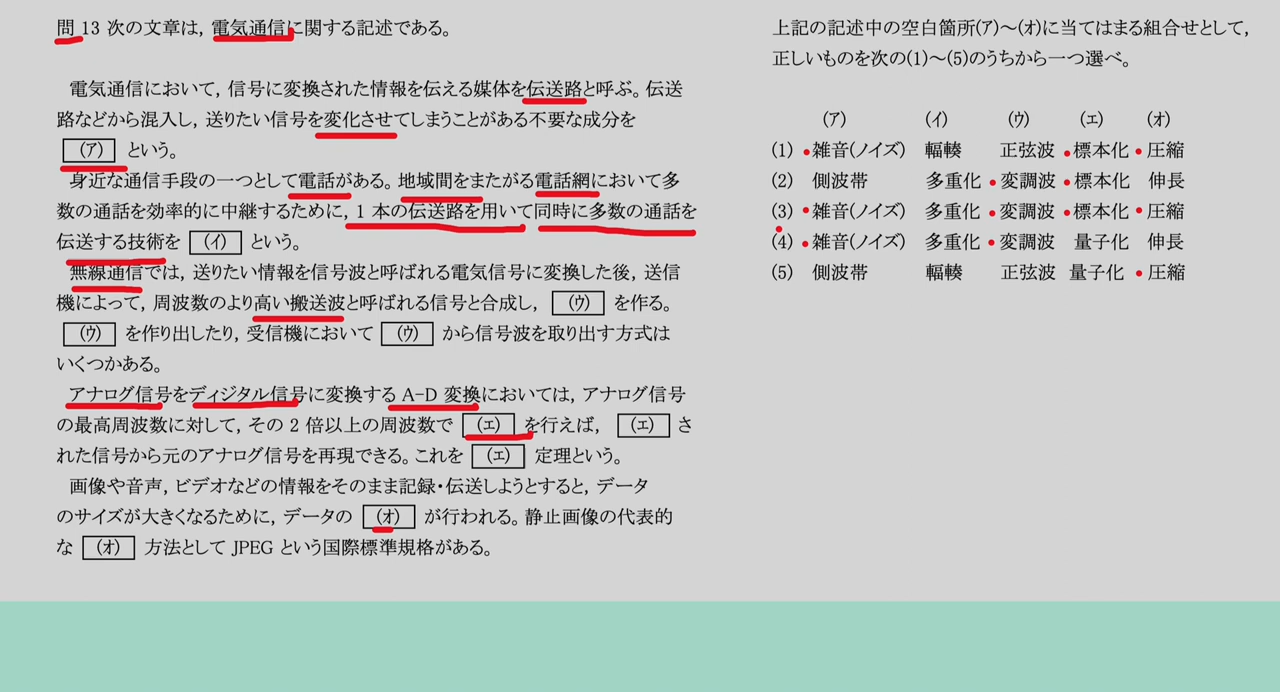 問 13 次の文章は，電気通信に関する記述である。
電気通信において，信号に変換された情報を伝える媒体を伝送路と呼ぶ。伝送
路などから混入し，送りたい信号を変化させてしまうことがある不要な成分を
(ア) という。
身近な通信手段の一つとして電話がある。地域間をまたがる電話網において多
数の通話を効率的に中継するために，1 本の伝送路を用いて同時に多数の通話を
伝送する技術を (イ) という。
無線通信では，送りたい情報を信号波と呼ばれる電気信号に変換した後，送信
機によって，周波数のより高い搬送波と呼ばれる信号と合成し， (ウ) を作る。
(ウ) を作り出したり，受信機において (ウ) から信号波を取り出す方式は
いくつかある。
アナログ信号をディジタル信号に変換する A-D 変換においては，アナログ信号
の最高周波数に対して，その 2 倍以上の周波数で (エ) を行えば， (エ) さ
れた信号から元のアナログ信号を再現できる。これを (エ) 定理という。
画像や音声，ビデオなどの情報をそのまま記録・伝送しようとすると，データ
のサイズが大きくなるために，データの (オ) が行われる。静止画像の代表的
な (オ) 方法として JPEG という国際標準規格がある。
上記の記述中の空白箇所(ア)～(オ)に当てはまる組合せとして，
正しいものを次の(1)～(5)のうちから一つ選べ。
(ア) (イ) (ウ) (エ) (オ)
(1) 雑音(ノイズ) 輻輳 正弦波 標本化 圧縮
(2) 側波帯 多重化 変調波 標本化 伸長
(3) 雑音(ノイズ) 多重化 変調波 標本化 圧縮
(4) 雑音(ノイズ) 多重化 変調波 量子化 伸長
(5) 側波帯 輻輳 正弦波 量子化 圧縮